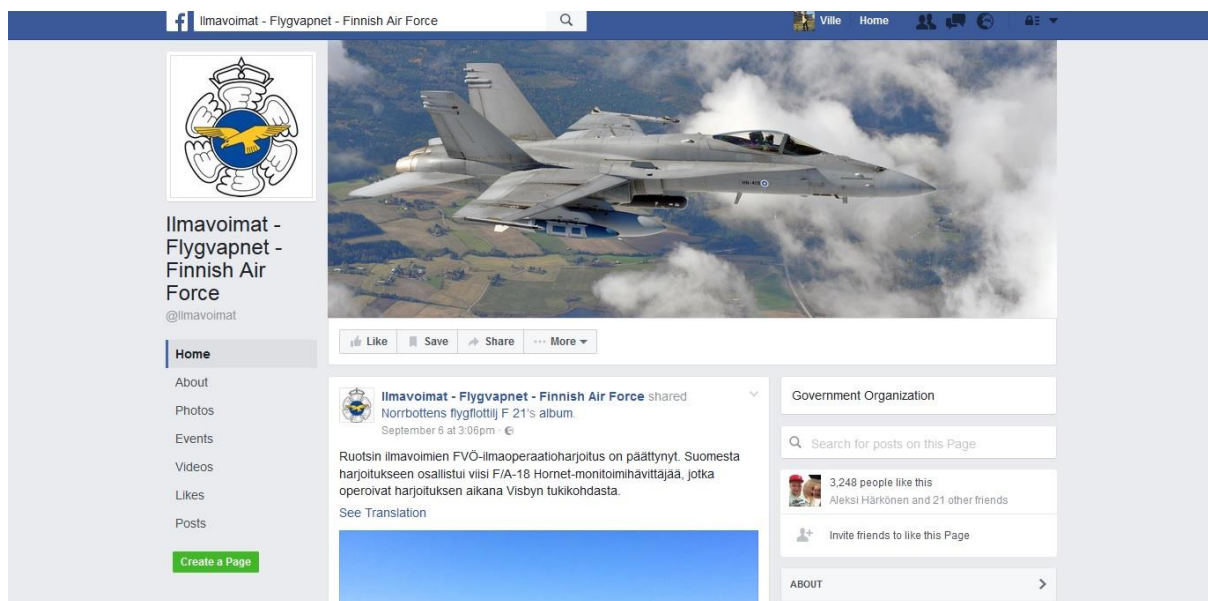 Ilmavoimat - Flygvapnet - Finnish Air Force
Ville Home
Ilmavoimat -
Flygvapnet -
Finnish Air
Force
@Ilmavoimat
Home
About
Photos
Events
Videos
Likes
Posts
Create a Page
HN-419
Like Save Share More
Ilmavoimat - Flygvapnet - Finnish Air Force shared
Norrbottens flygflottilj F 21's album.
September 6 at 3:06pm ·
Ruotsin ilmavoimien FVÖ-ilmaoperaatioharjoitus on päättynyt. Suomesta
harjoitukseen osallistui viisi F/A-18 Hornet-monitoimihävittäjää, jotka
operoivat harjoituksen aikana Visbyn tukikohdasta.
See Translation
Government Organization
Search for posts on this Page
3,248 people like this
Aleksi Härkönen and 21 other friends
Invite friends to like this Page
ABOUT